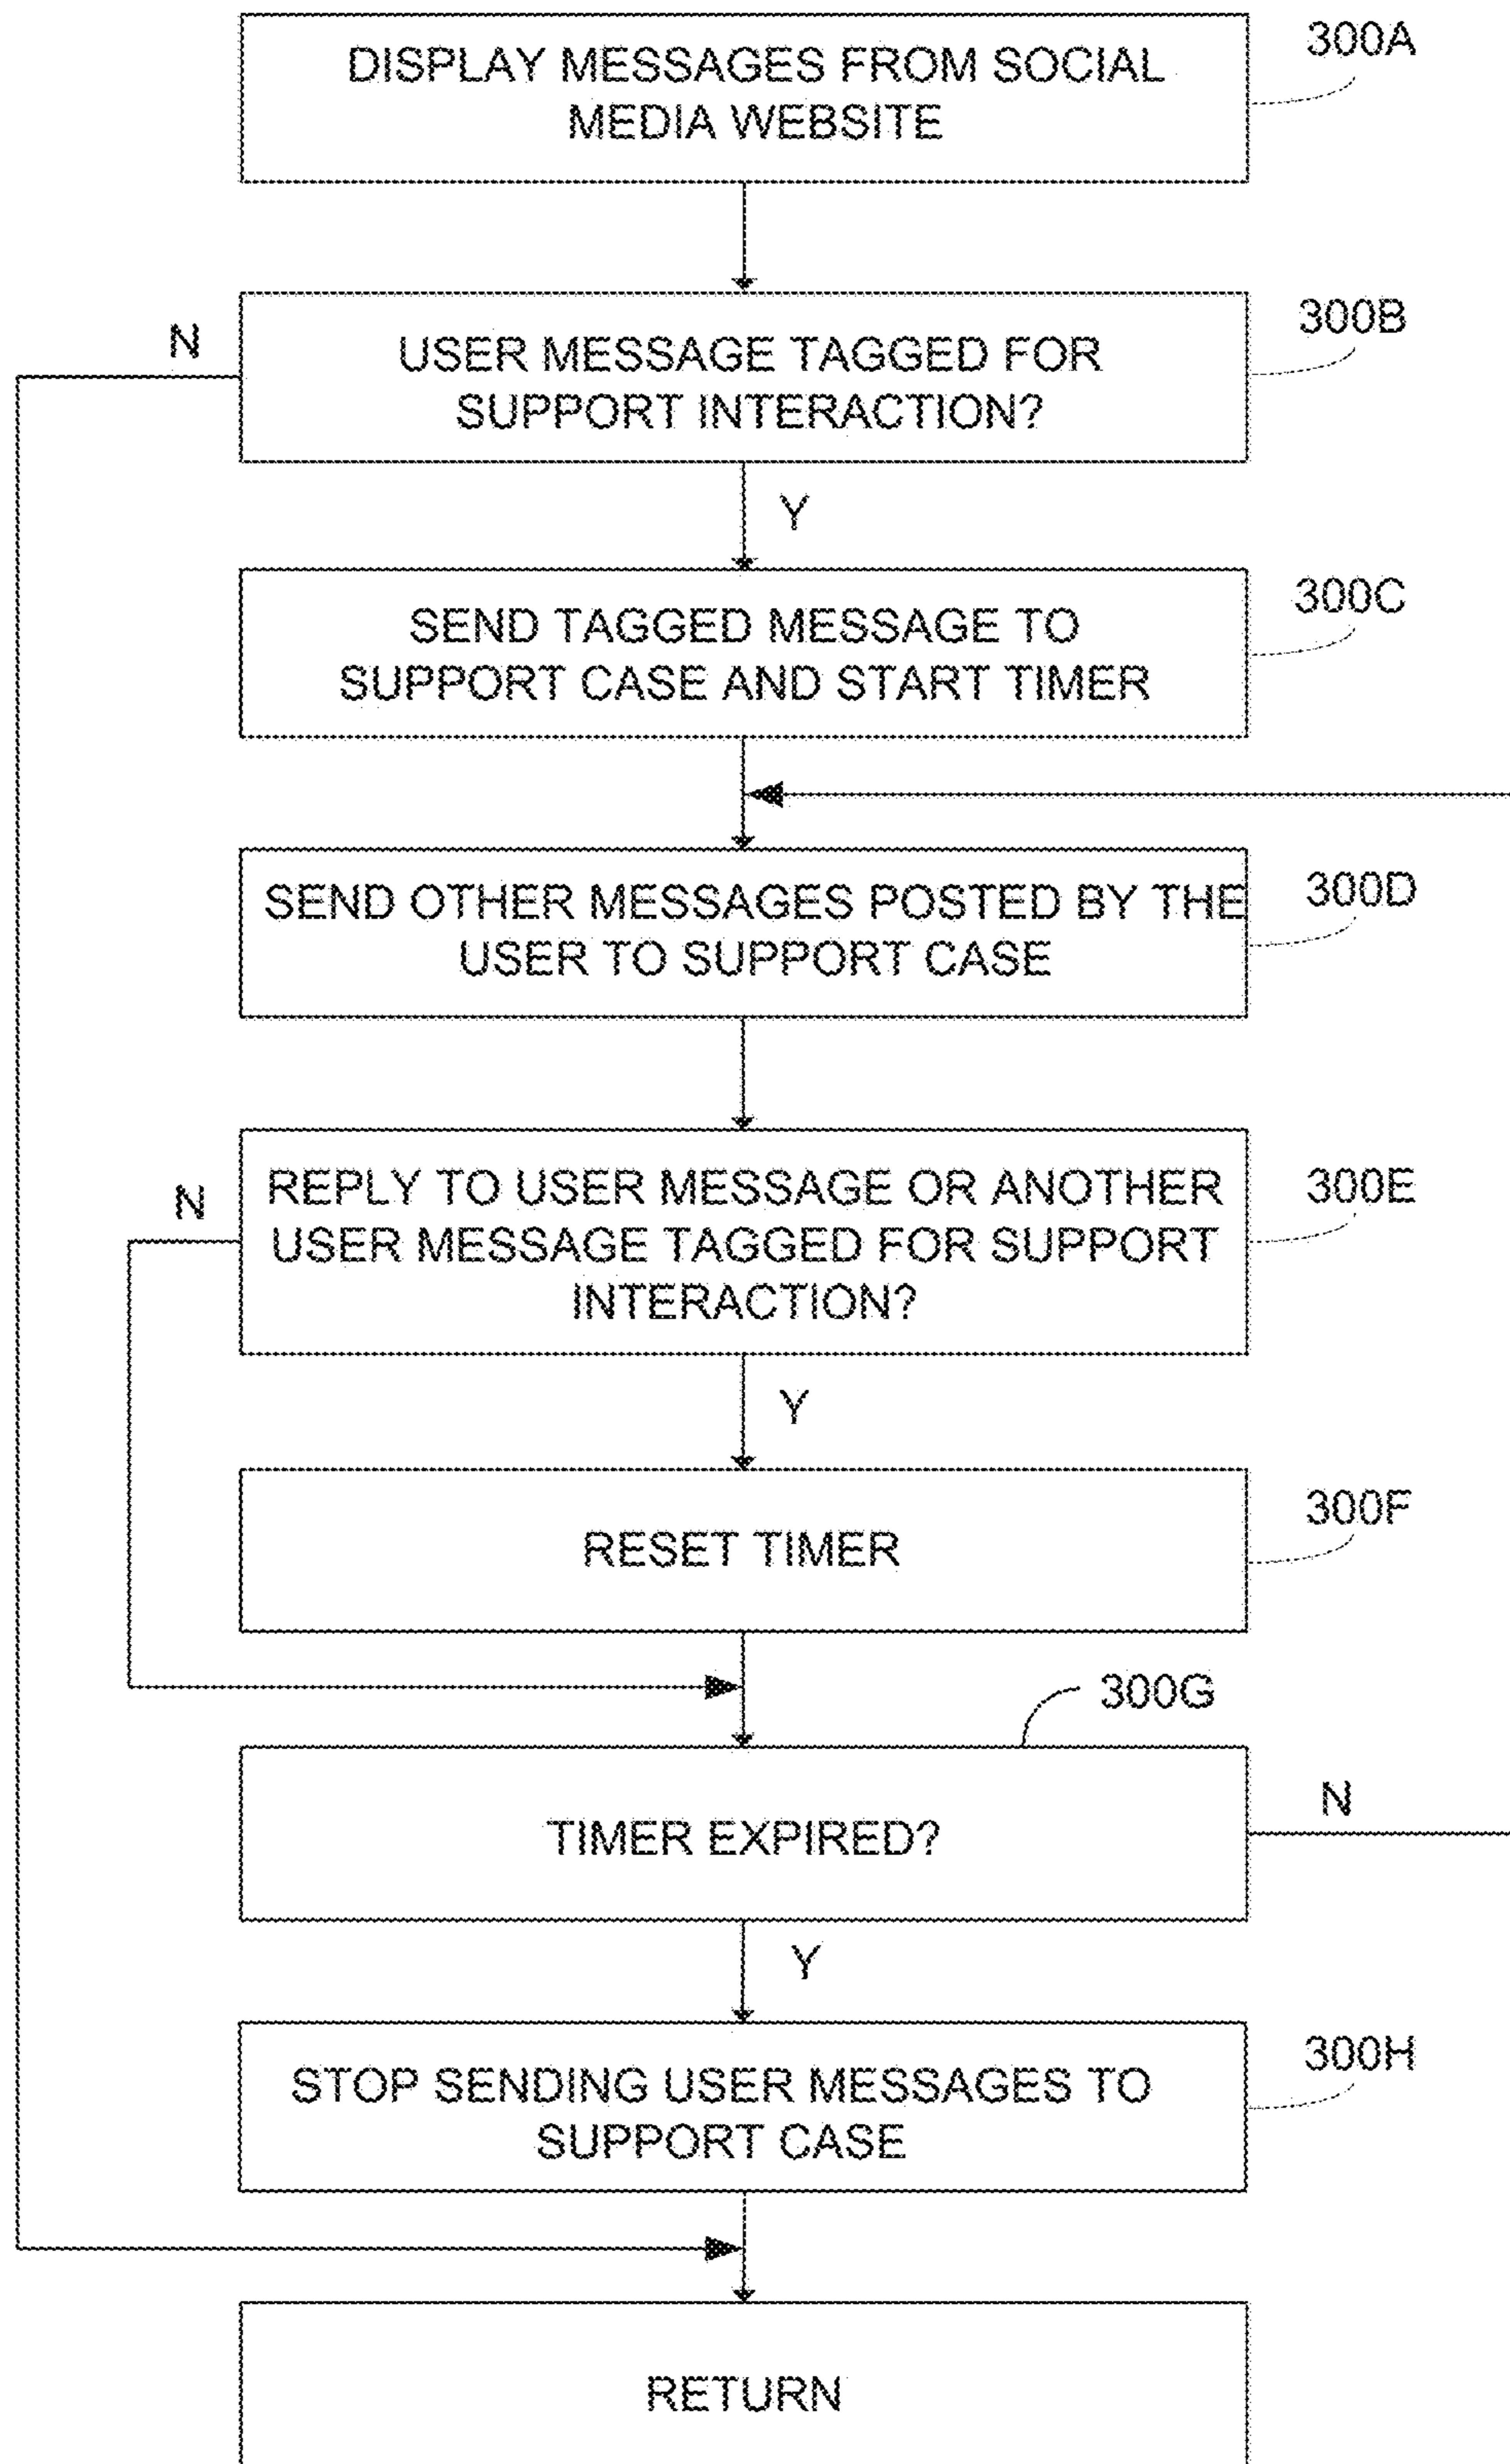 DISPLAY MESSAGES FROM SOCIAL
MEDIA WEBSITE
300A
N
USER MESSAGE TAGGED FOR
SUPPORT INTERACTION?
300B
Y
SEND TAGGED MESSAGE TO
SUPPORT CASE AND START TIMER
300C
SEND OTHER MESSAGES POSTED BY THE
USER TO SUPPORT CASE
300D
N
REPLY TO USER MESSAGE OR ANOTHER
USER MESSAGE TAGGED FOR SUPPORT
INTERACTION?
300E
Y
RESET TIMER
300F
300G
TIMER EXPIRED?
N
Y
STOP SENDING USER MESSAGES TO
SUPPORT CASE
300H
RETURN